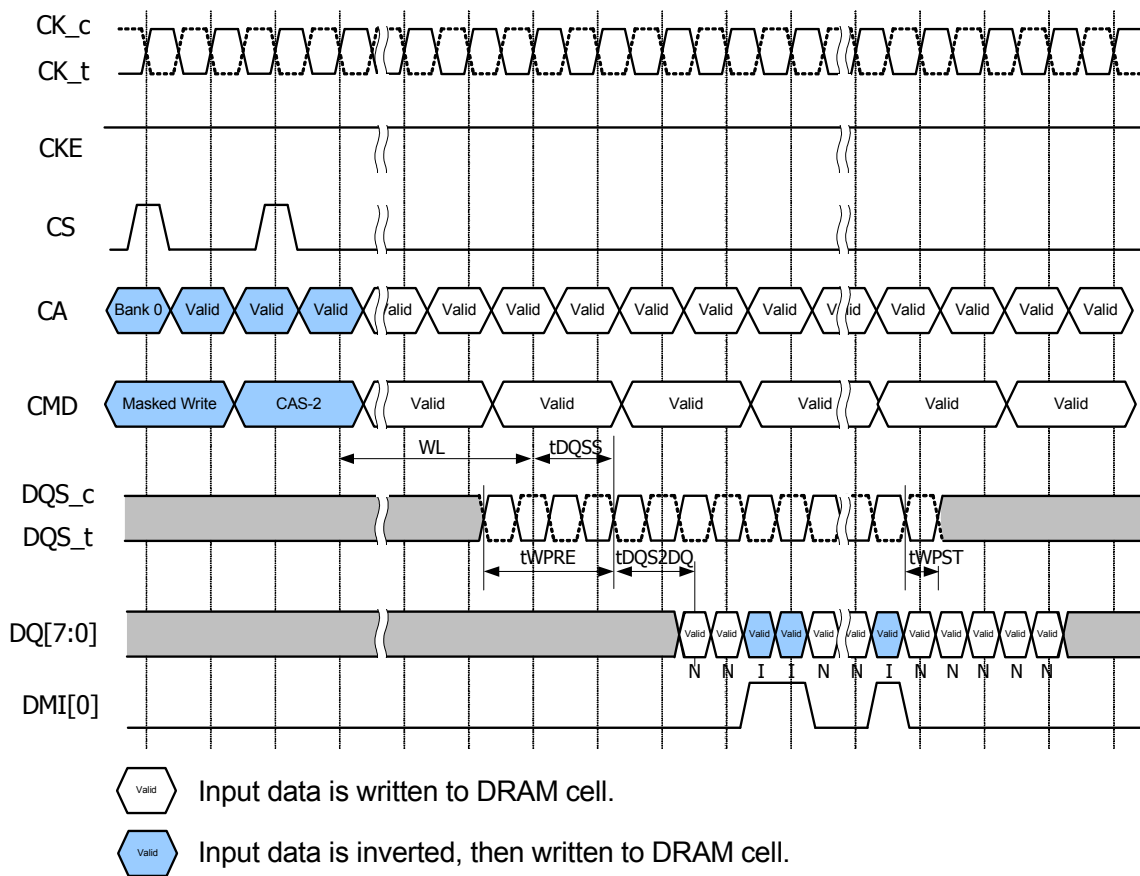 CK_c
CK_t
CKE
CS
CA Bank 0 Valid Valid Valid alid Valid Valid Valid Valid Valid Valid Valid Valid Valid Valid Valid
CMD Masked Write CAS-2 Valid Valid Valid Valid Valid Valid
WL tDQSS
DQS_c
DQS_t
tWPRE tDQS2DQ tWPST
DQ[7:0] Valid Valid Valid Valid Valid Valid Valid Valid Valid Valid Valid Valid
N N I I N N I N N N N N
DMI[0]
Valid Input data is written to DRAM cell.
Valid Input data is inverted, then written to DRAM cell.